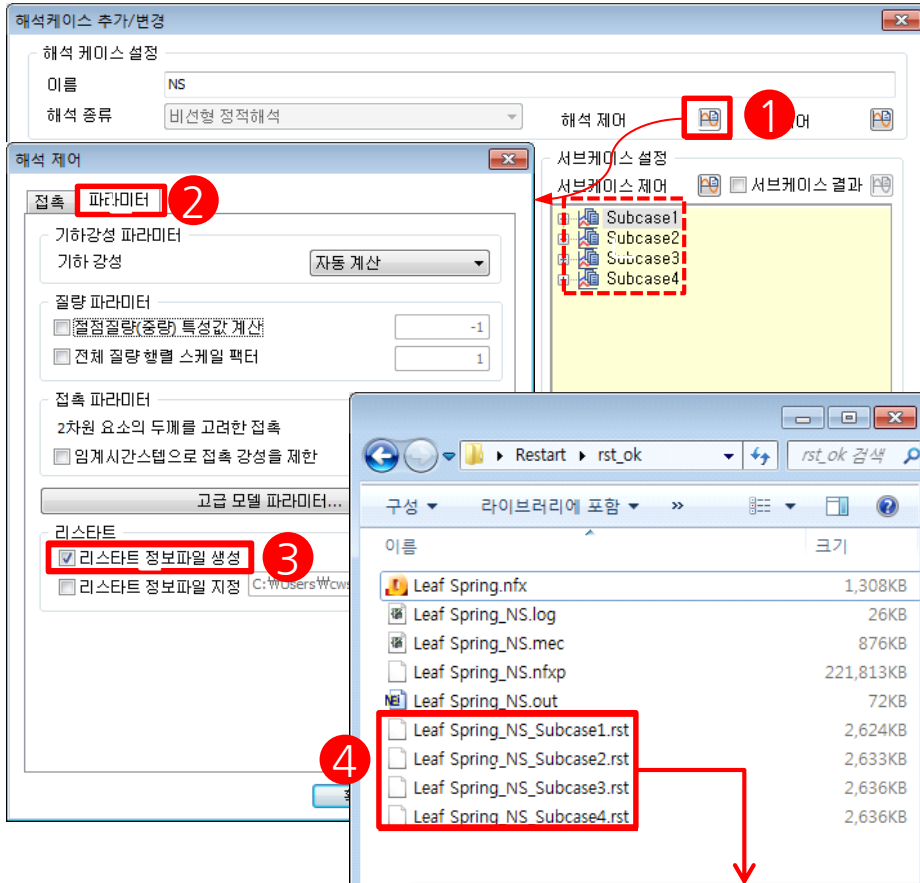 해석케이스 추가/변경
해석 케이스 설정
이름 NS
해석 종류 비선형 정적해석 해석 제어 1 어
해석 제어
서브케이스 설정
서브케이스 제어 서브케이스 결과
Subcase1
Subcase2
Subcase3
Subcase4
접촉 파라미터 2
기하강성 파라미터
기하 강성 자동 계산
질량 파라미터
절점질량(중량) 특성값 계산 -1
전체 질량 행렬 스케일 팩터 1
접촉 파라미터
2차원 요소의 두께를 고려한 접촉
임계시간스텝으로 접촉 강성을 제한
고급 모델 파라미터...
리스타트
리스타트 정보파일 생성 3
리스타트 정보파일 지정 C:₩Users₩cws
Restart rst_ok rst_ok 검색
구성 라이브러리에 포함 »
이름 크기
Leaf Spring.nfx 1,308KB
Leaf Spring_NS.log 26KB
Leaf Spring_NS.mec 876KB
Leaf Spring_NS.nfxp 221,813KB
Leaf Spring_NS.out 72KB
4
Leaf Spring_NS_Subcase1.rst 2,624KB
Leaf Spring_NS_Subcase2.rst 2,633KB
Leaf Spring_NS_Subcase3.rst 2,636KB
Leaf Spring_NS_Subcase4.rst 2,636KB